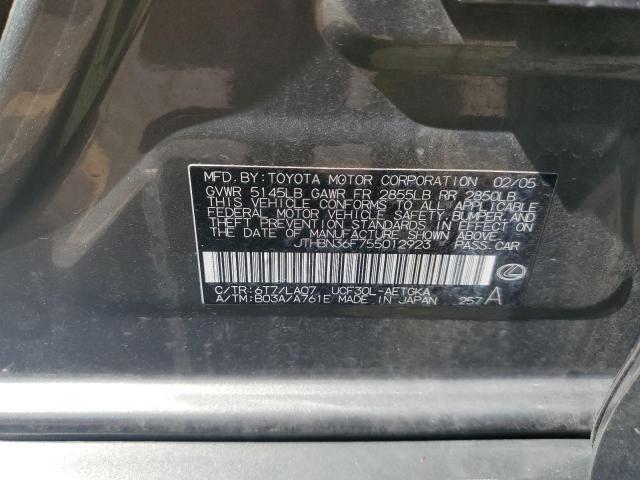 MFD. BY: TOYOTA MOTOR CORPORATION 02/05
GVWR 5145LB GAWR FR 2855LB RR 2850LB
THIS VEHICLE CONFORMS TO ALL APPLICABLE
FEDERAL MOTOR VEHICLE SAFETY, BUMPER, AND
THEFT PREVENTION STANDARDS IN EFFECT ON
THE DATE OF MANUFACTURE SHOWN ABOVE.
JTHBN36F755012923 PASS. CAR
C/TR: 6T7/LA07 UCF30L-AETGKA
A/TM: B03A/A761E MADE IN JAPAN 257 A